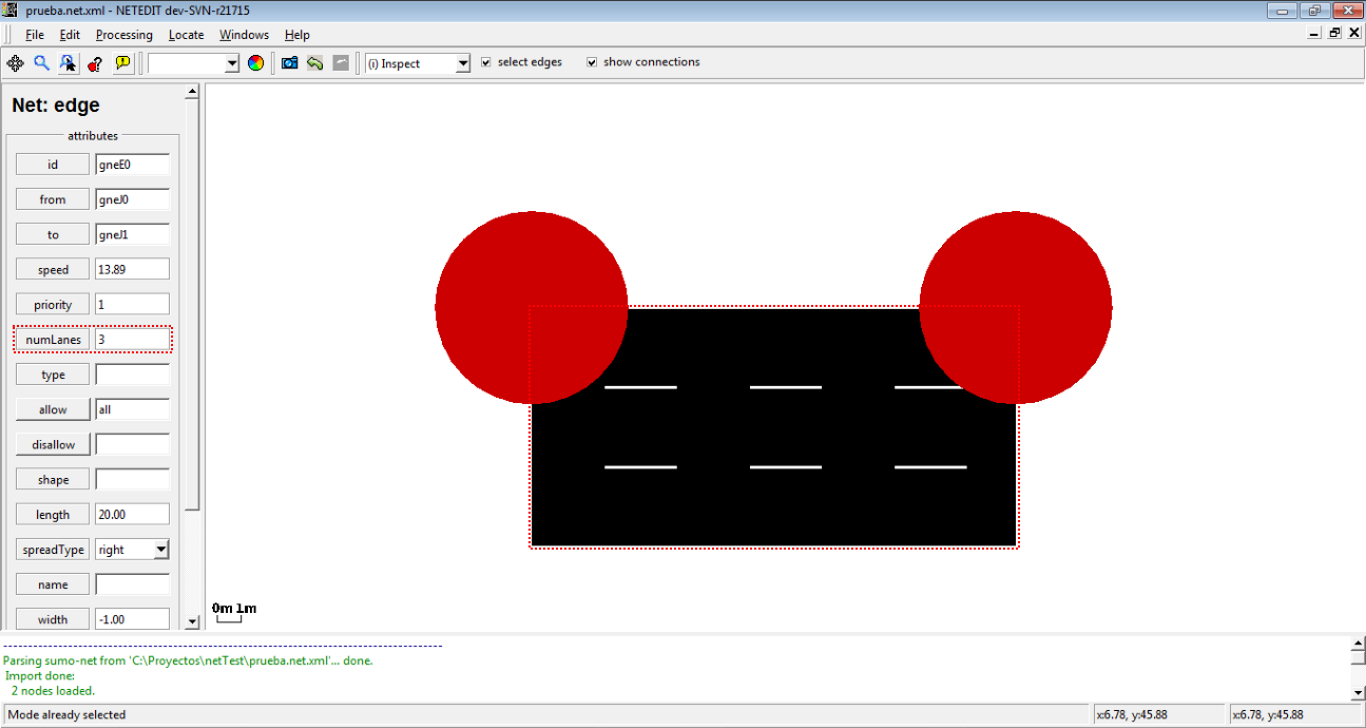 prueba.net.xml - NETEDIT dev-SVN-r21715
File Edit Processing Locate Windows Help
(i) Inspect select edges show connections
Net: edge
attributes
id gneE0
from gneJ0
to gneJ1
speed 13.89
priority 1
numLanes 3
type
allow all
disallow
shape
length 20.00
spreadType right
name
width -1.00
0m 1m
--------------------------------------------------------------------------------------------------------------
Parsing sumo-net from 'C:\Proyectos\netTest\prueba.net.xml'... done.
Import done:
2 nodes loaded.
Mode already selected x:6.78, y:45.88 x:6.78, y:45.88